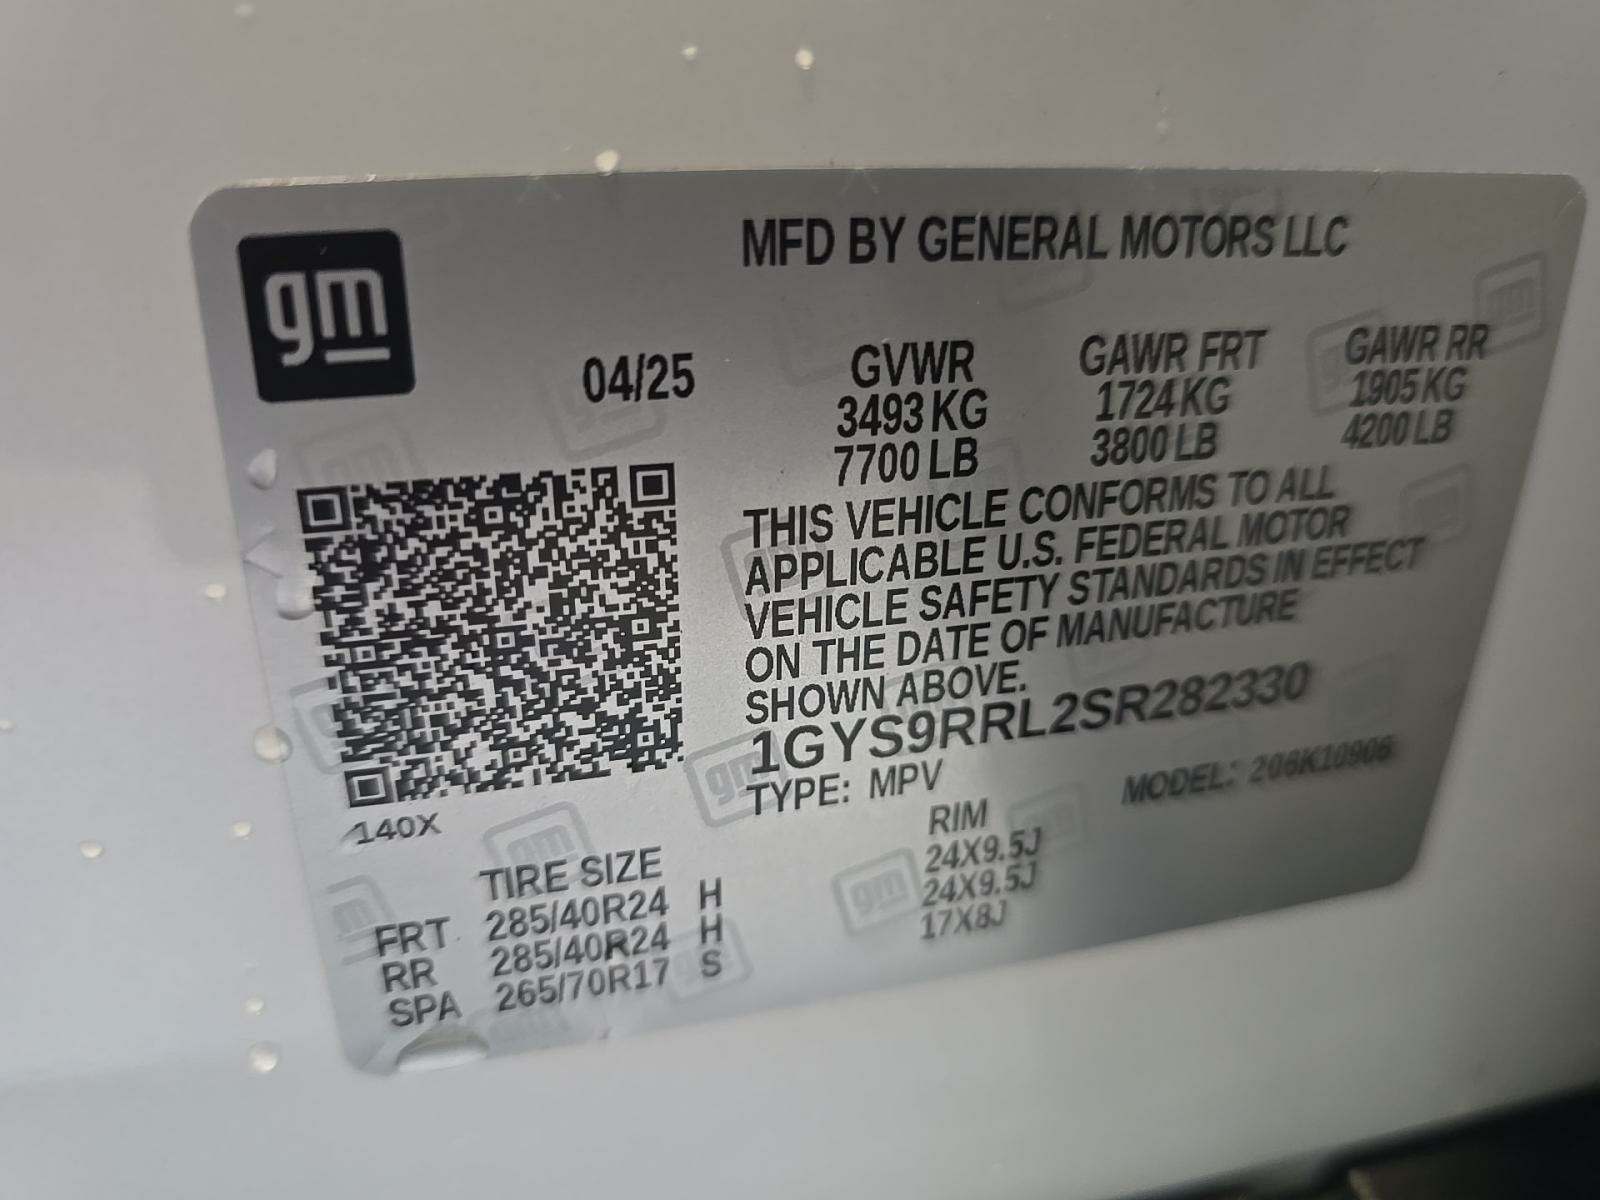 gm
MFD BY GENERAL MOTORS LLC
04/25
GVWR GAWR FRT GAWR RR
3493 KG 1724 KG 1905 KG
7700 LB 3800 LB 4200 LB
THIS VEHICLE CONFORMS TO ALL
APPLICABLE U.S. FEDERAL MOTOR
VEHICLE SAFETY STANDARDS IN EFFECT
ON THE DATE OF MANUFACTURE
SHOWN ABOVE.
1GYS9RRL2SR282330
TYPE: MPV MODEL:
140X
TIRE SIZE RIM
FRT 285/40R24 H 24X9.5J
RR 285/40R24 H 24X9.5J
SPA 265/70R17 S 17X8J